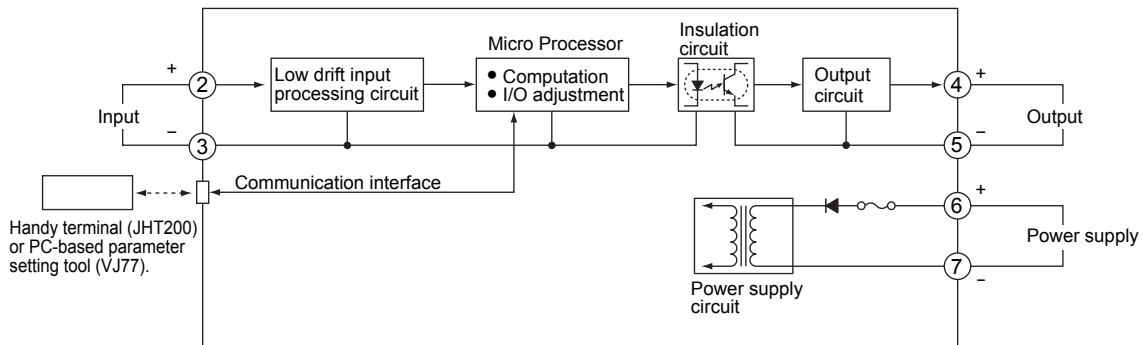 Insulation
circuit
Micro Processor
+
2
Low drift input
processing circuit
● Computation
● I/O adjustment
Output
circuit
4
+
Input
Output
−
3
5
−
Communication interface
Handy terminal (JHT200)
or PC-based parameter
setting tool (VJ77).
+
6
Power supply
7
−
Power supply
circuit